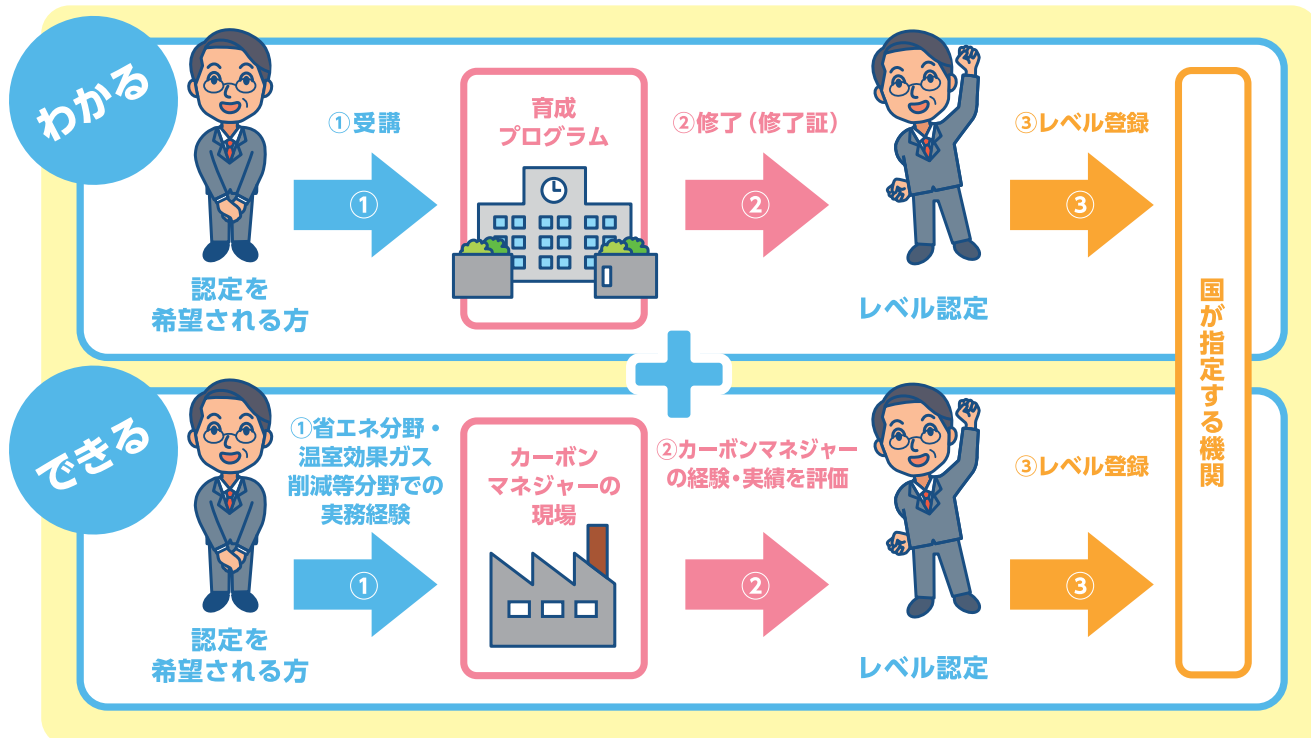 わかる
①受講
育成
プログラム
②修了（修了証）
③レベル登録
①
②
③
認定を
希望される方
レベル認定
国が指定する機関
できる
①省エネ分野・
温室効果ガス
削減等分野での
実務経験
カーボン
マネジャーの
現場
②カーボンマネジャー
の経験・実績を評価
③レベル登録
①
②
③
認定を
希望される方
レベル認定